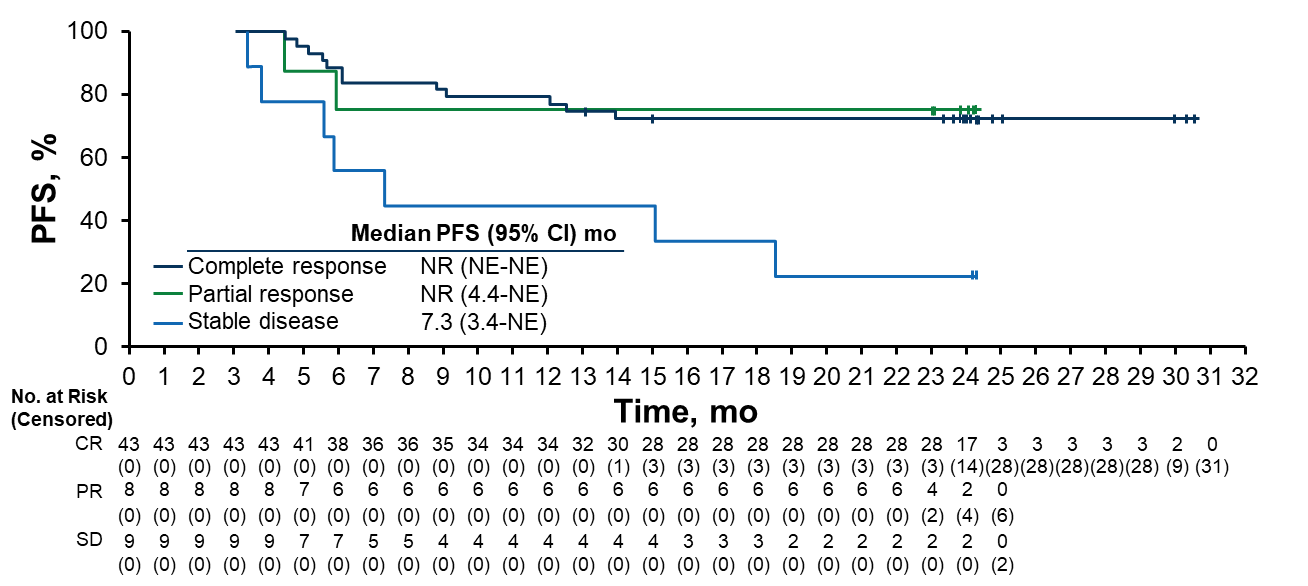 100
80
60
40
20
0
PFS, %
Median PFS (95% CI) mo
Complete response NR (NE-NE)
Partial response NR (4.4-NE)
Stable disease 7.3 (3.4-NE)
0 1 2 3 4 5 6 7 8 9 10 11 12 13 14 15 16 17 18 19 20 21 22 23 24 25 26 27 28 29 30 31 32
Time, mo
No. at Risk
(Censored)
CR 43 43 43 43 43 41 38 36 36 35 34 34 34 32 30 28 28 28 28 28 28 28 28 28 17 3 3 3 3 3 2 0
(0) (0) (0) (0) (0) (0) (0) (0) (0) (0) (0) (0) (0) (0) (1) (3) (3) (3) (3) (3) (3) (3) (3) (3) (14) (28) (28) (28) (28) (28) (9) (31)
PR 8 8 8 8 8 7 6 6 6 6 6 6 6 6 6 6 6 6 6 6 6 6 6 4 2 0
(0) (0) (0) (0) (0) (0) (0) (0) (0) (0) (0) (0) (0) (0) (0) (0) (0) (0) (0) (0) (0) (0) (0) (2) (4) (6)
SD 9 9 9 9 9 7 7 5 5 4 4 4 4 4 4 4 3 3 3 2 2 2 2 2 2 0
(0) (0) (0) (0) (0) (0) (0) (0) (0) (0) (0) (0) (0) (0) (0) (0) (0) (0) (0) (0) (0) (0) (0) (0) (0) (2)